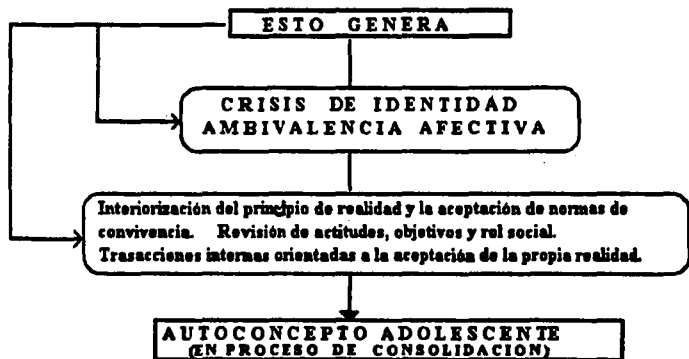 ESTO GENERA
CRISIS DE IDENTIDAD
AMBIVALENCIA AFECTIVA
Interiorización del principio de realidad y la aceptación de normas de
convivencia. Revisión de actitudes, objetivos y rol social.
Trasacciones internas orientadas a la aceptación de la propia realidad.
AUTOCONCEPTO ADOLESCENTE
(EN PROCESO DE CONSOLIDACION)